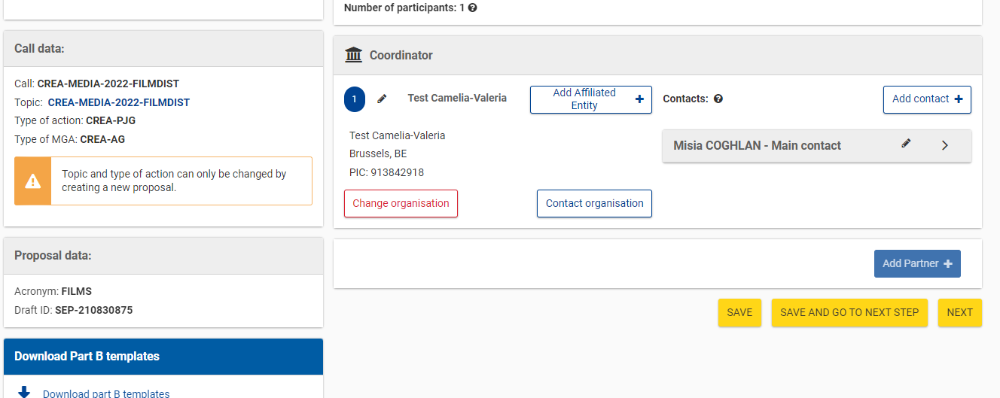 Number of participants: 1
Call data:
Call: CREA-MEDIA-2022-FILMDIST
Topic: CREA-MEDIA-2022-FILMDIST
Type of action: CREA-PJG
Type of MGA: CREA-AG
Topic and type of action can only be changed by
creating a new proposal.
Proposal data:
Acronym: FILMS
Draft ID: SEP-210830875
Download Part B templates
Download part B templates
Coordinator
1
Test Camelia-Valeria
Add Affiliated
Entity +
Contacts:
Add contact +
Test Camelia-Valeria
Brussels, BE
PIC: 913842918
Misia COGHLAN - Main contact
Change organisation
Contact organisation
Add Partner +
SAVE
SAVE AND GO TO NEXT STEP
NEXT